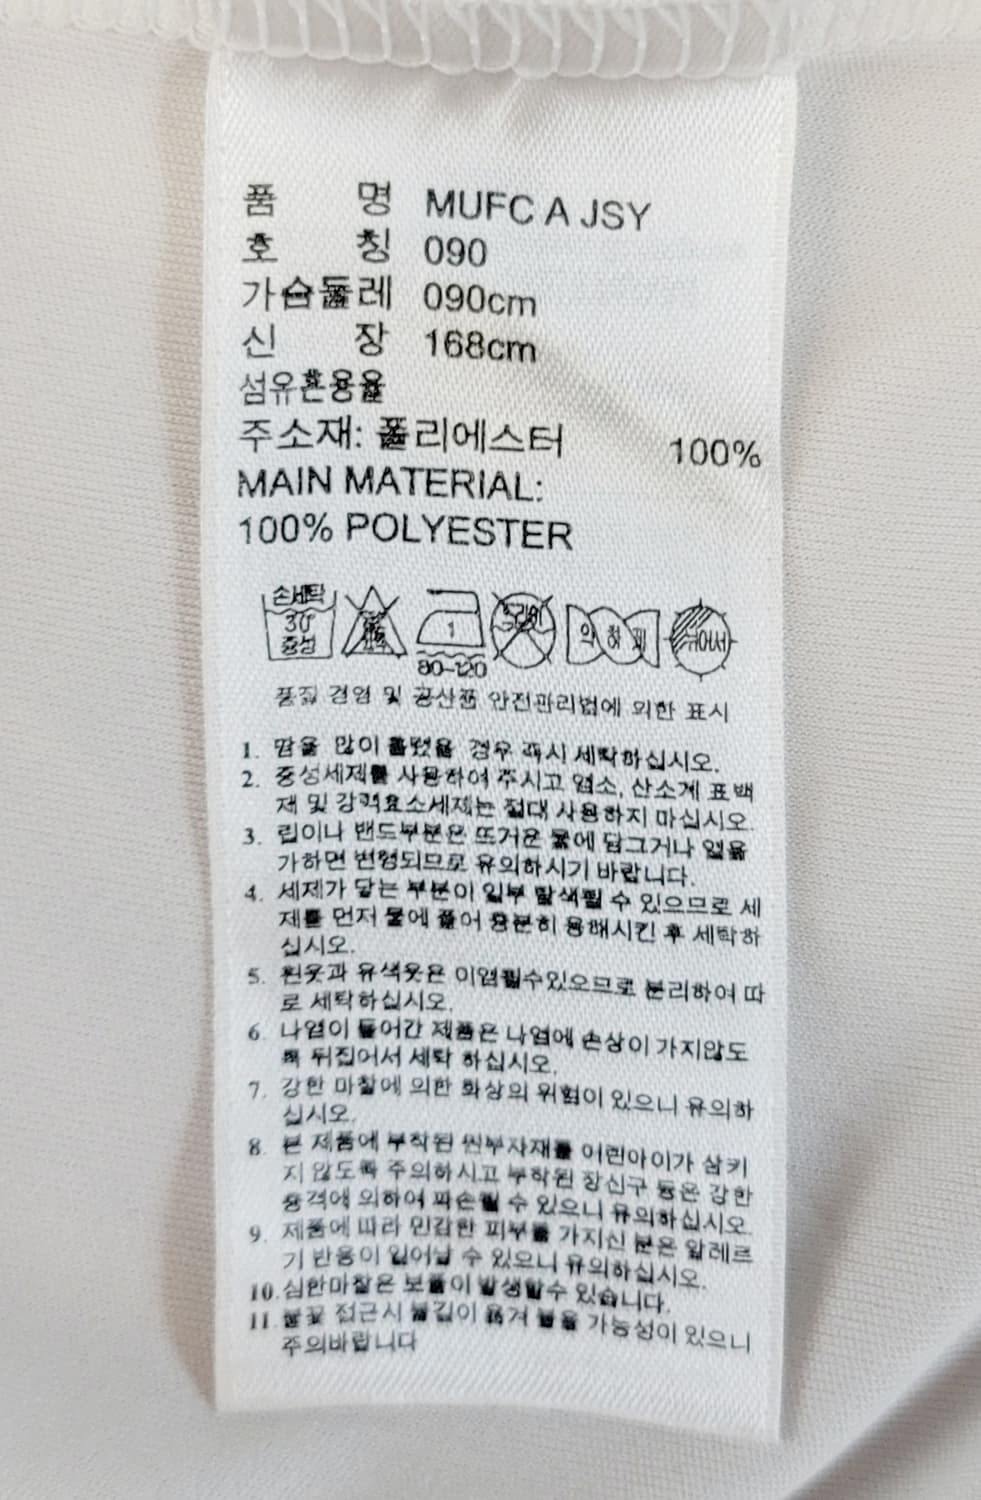 품 명 MUFC A JSY
호 칭 090
가슴둘레 090cm
신 장 168cm
섬유혼용율
주소재: 폴리에스터 100%
MAIN MATERIAL:
100% POLYESTER
손세탁 30 중성
1
80-120
드라이
약하게
뉘어서
품질 경영 및 공산품 안전관리법에 의한 표시
1. 땀을 많이 흘렸을 경우 즉시 세탁하십시오.
2. 중성세제를 사용하여 주시고 염소, 산소계 표백
재 및 강력효소세제는 절대 사용하지 마십시오.
3. 립이나 밴드부분은 뜨거운 물에 담그거나 열을
가하면 변형되므로 유의하시기 바랍니다.
4. 세제가 닿는 부분이 일부 탈색될 수 있으므로 세
제를 먼저 물에 풀어 충분히 용해시킨 후 세탁하
십시오.
5. 흰옷과 유색옷은 이염될수있으므로 분리하여 따
로 세탁하십시오.
6. 나염이 들어간 제품은 나염에 손상이 가지않도
록 뒤집어서 세탁 하십시오.
7. 강한 마찰에 의한 화상의 위험이 있으니 유의하
십시오.
8. 본 제품에 부착된 원부자재를 어린아이가 삼키
지 않도록 주의하시고 부착된 장신구 등은 강한
충격에 의하여 파손될 수 있으니 유의하십시오.
9. 제품에 따라 민감한 피부를 가지신 분은 알레르
기 반응이 일어날 수 있으니 유의하십시오.
10. 심한마찰은 보풀이 발생할수 있습니다.
11. 불꽃 접근시 불길이 옮겨 붙을 가능성이 있으니
주의바랍니다